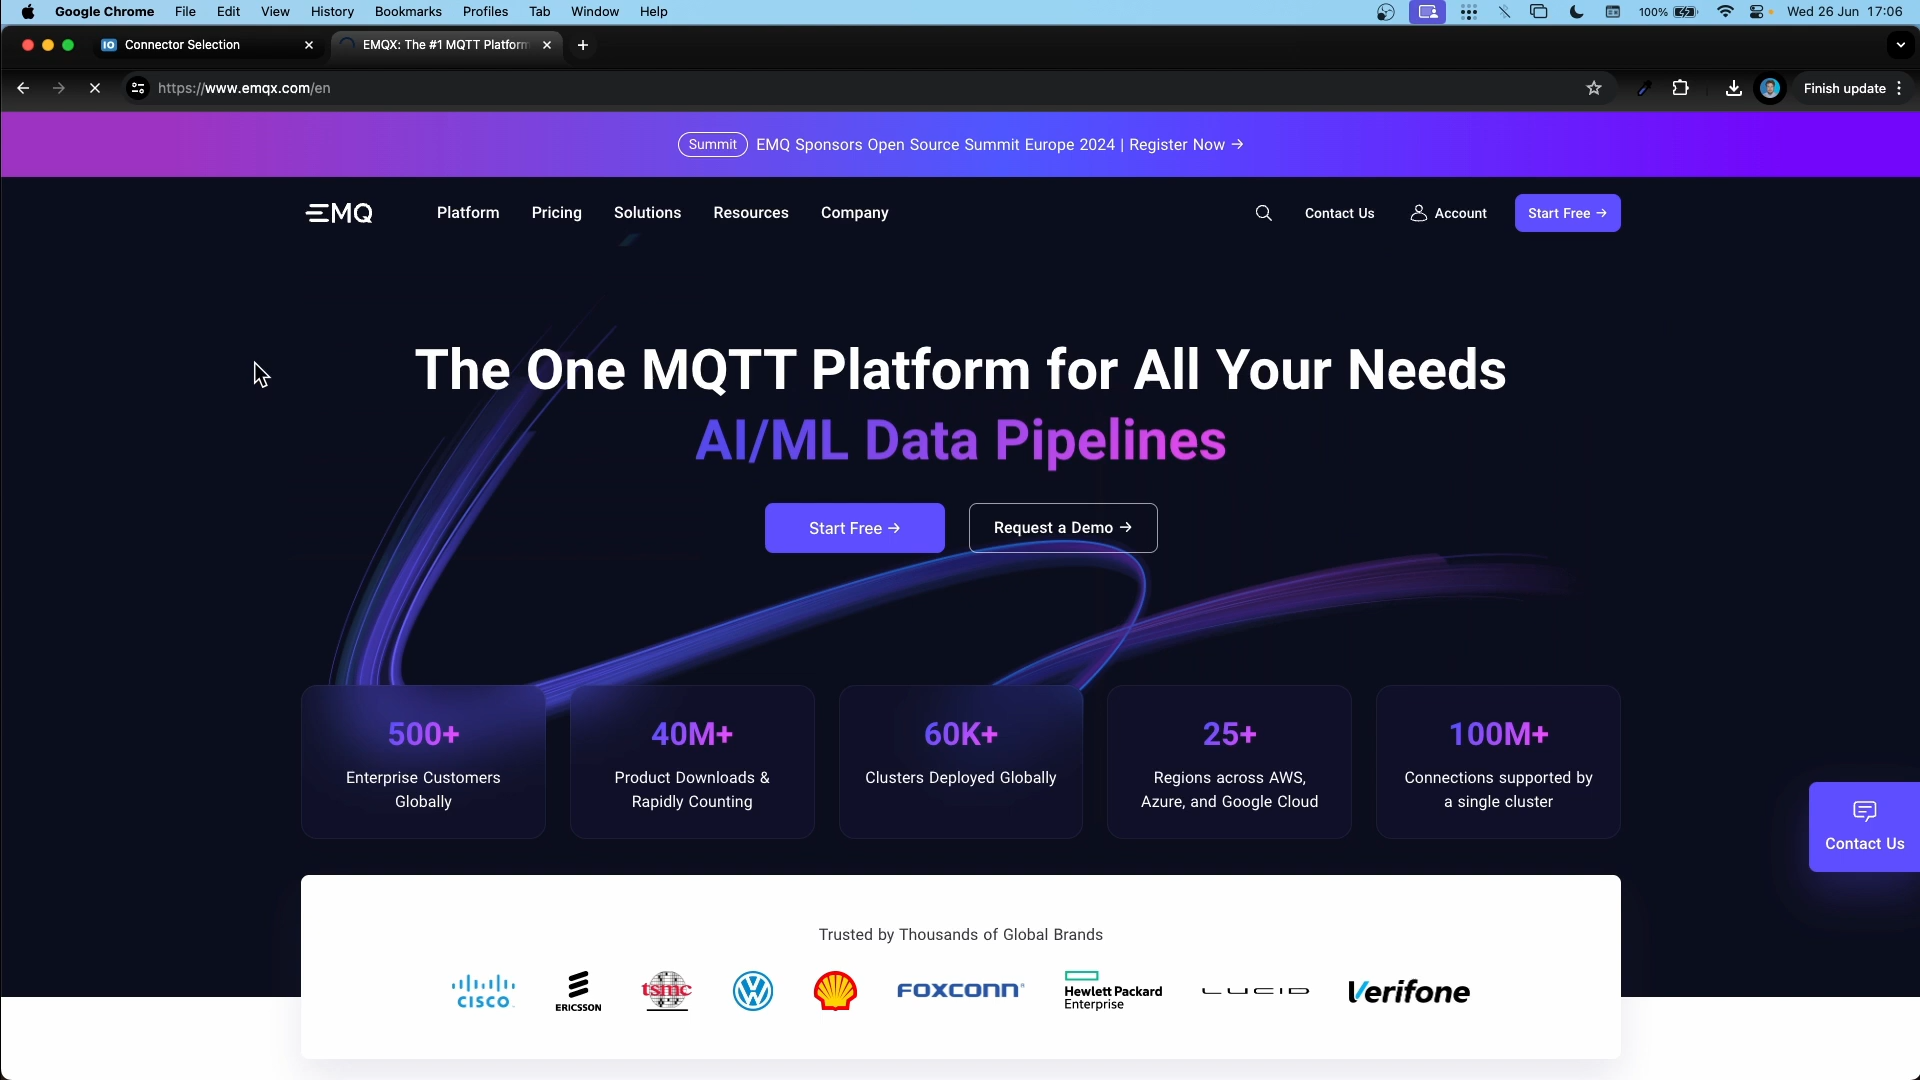 Google Chrome File Edit View History Bookmarks Profiles Tab Window Help 100% Wed 26 Jun 17:06
IO Connector Selection EMQX: The #1 MQTT Platform
https://www.emqx.com/en Finish update
Summit EMQ Sponsors Open Source Summit Europe 2024 | Register Now →
EMQ Platform Pricing Solutions Resources Company Contact Us Account Start Free →
The One MQTT Platform for All Your Needs
AI/ML Data Pipelines
Start Free → Request a Demo →
500+ 40M+ 60K+ 25+ 100M+
Enterprise Customers Product Downloads & Clusters Deployed Globally Regions across AWS, Connections supported by
Globally Rapidly Counting Azure, and Google Cloud a single cluster
Contact Us
Trusted by Thousands of Global Brands
CISCO ERICSSON tsmc FOXCONN Hewlett Packard LUCID Verifone
Enterprise